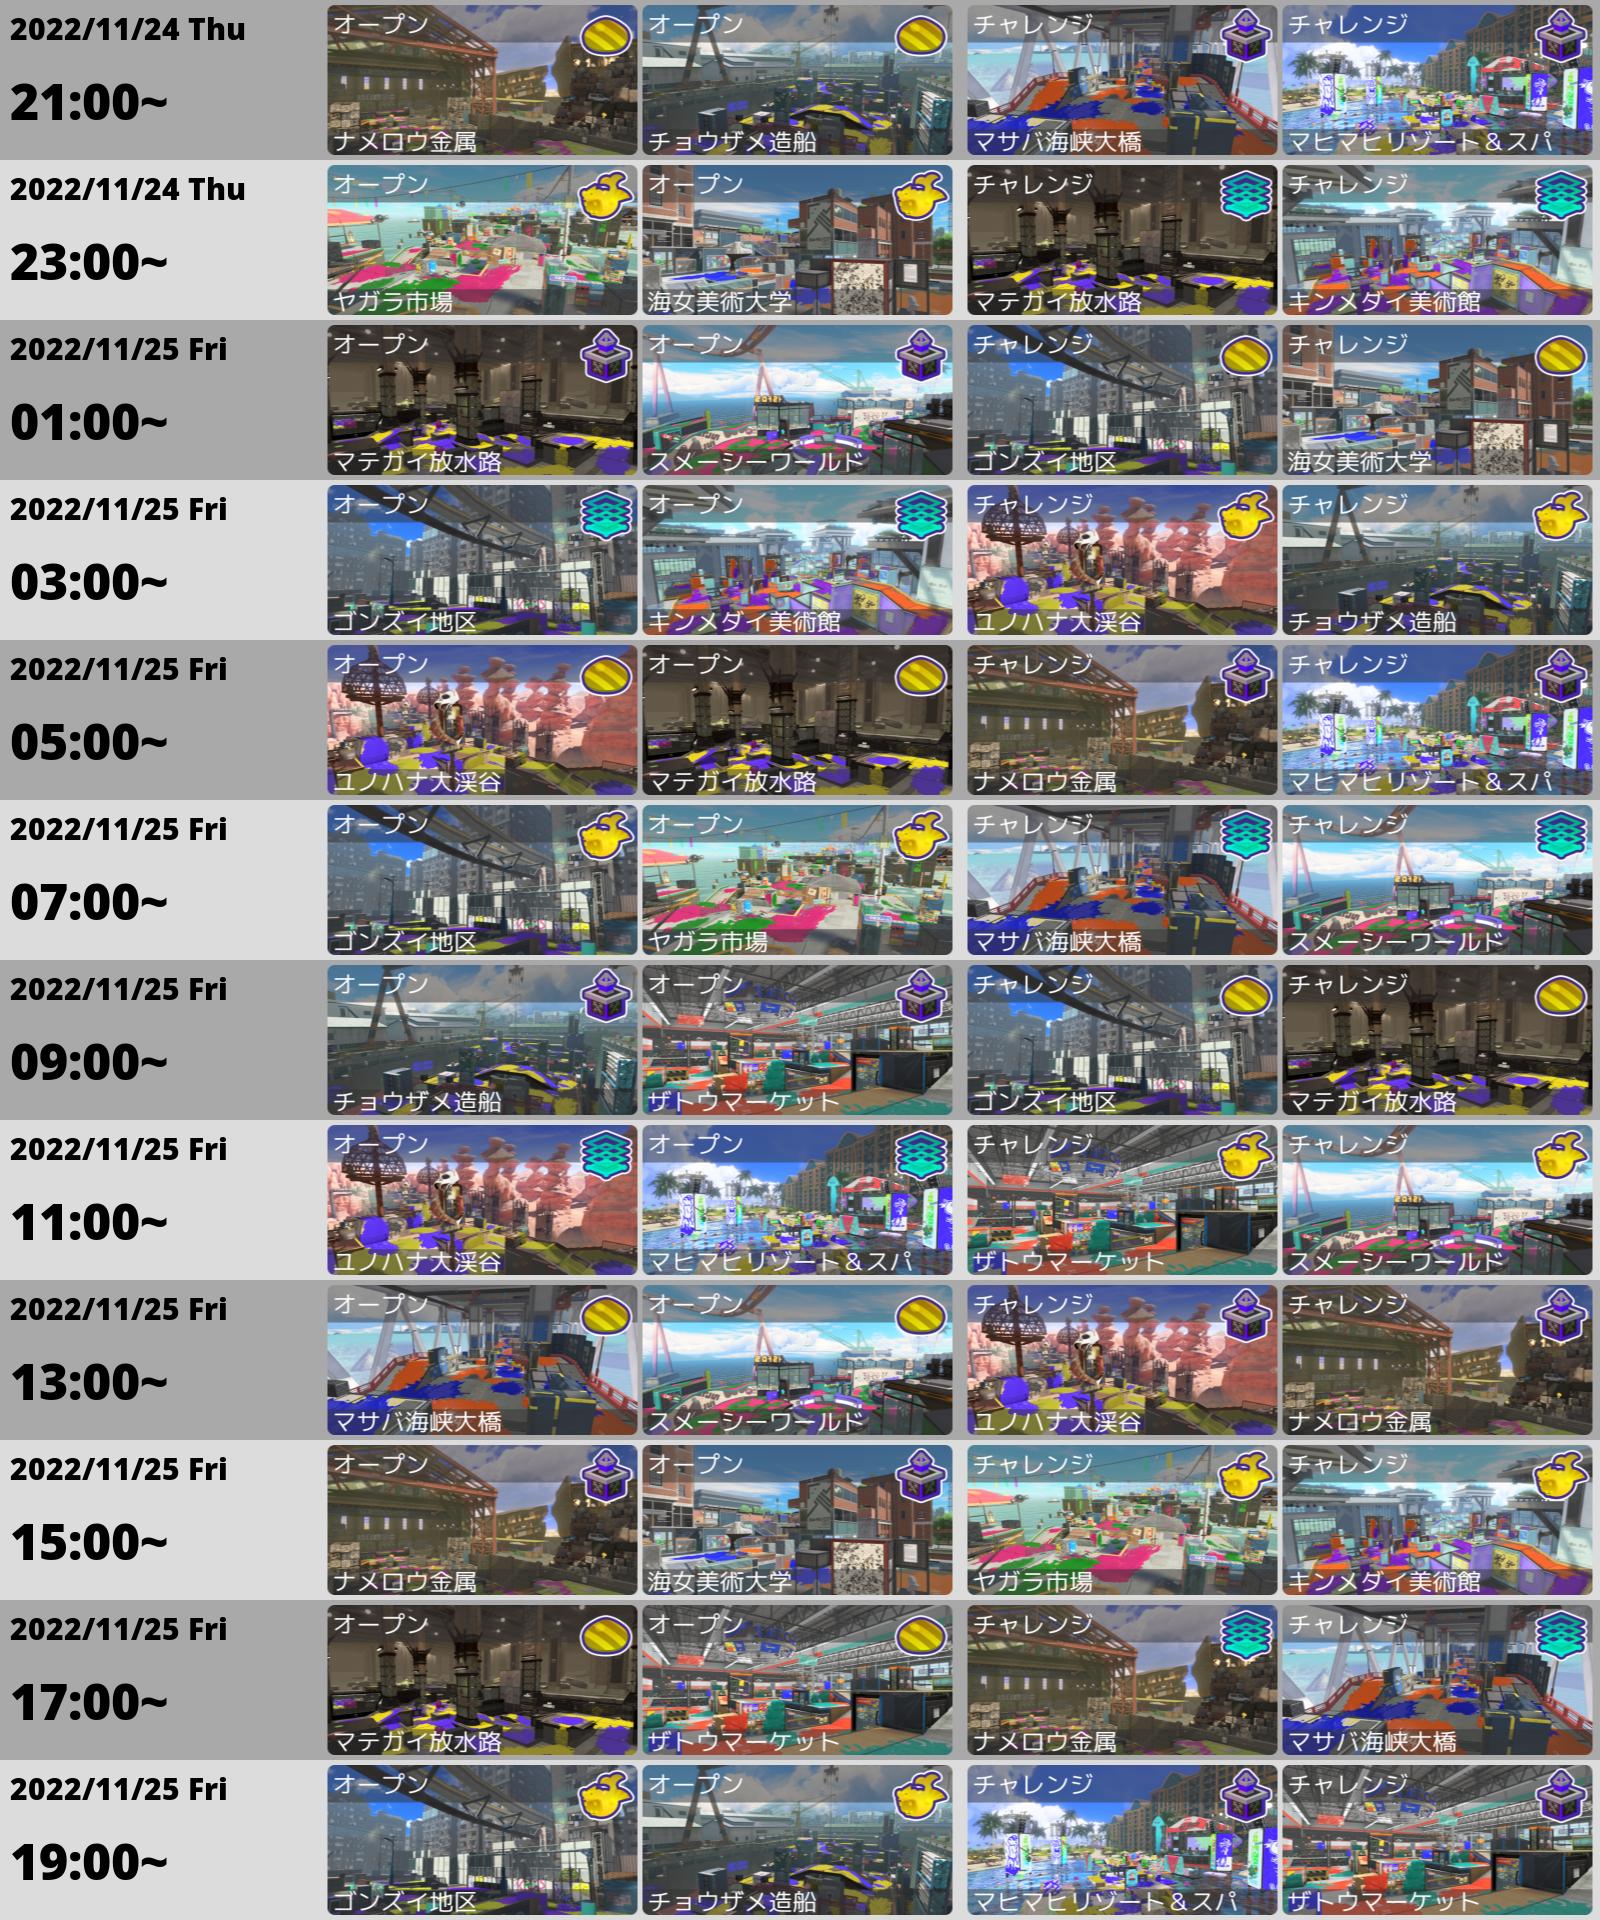 2022/11/24 Thu
21:00~
オープン
ナメロウ金属
オープン
チョウザメ造船
チャレンジ
マサバ海峡大橋
チャレンジ
マヒマヒリゾート＆スパ
2022/11/24 Thu
23:00~
オープン
ヤガラ市場
オープン
海女美術大学
チャレンジ
マテガイ放水路
チャレンジ
キンメダイ美術館
2022/11/25 Fri
01:00~
オープン
マテガイ放水路
オープン
スメーシーワールド
チャレンジ
ゴンズイ地区
チャレンジ
海女美術大学
2022/11/25 Fri
03:00~
オープン
ゴンズイ地区
オープン
キンメダイ美術館
チャレンジ
ユノハナ大渓谷
チャレンジ
チョウザメ造船
2022/11/25 Fri
05:00~
オープン
ユノハナ大渓谷
オープン
マテガイ放水路
チャレンジ
ナメロウ金属
チャレンジ
マヒマヒリゾート＆スパ
2022/11/25 Fri
07:00~
オープン
ゴンズイ地区
オープン
ヤガラ市場
チャレンジ
マサバ海峡大橋
チャレンジ
スメーシーワールド
2022/11/25 Fri
09:00~
オープン
チョウザメ造船
オープン
ザトウマーケット
チャレンジ
ゴンズイ地区
チャレンジ
マテガイ放水路
2022/11/25 Fri
11:00~
オープン
ユノハナ大渓谷
オープン
マヒマヒリゾート＆スパ
チャレンジ
ザトウマーケット
チャレンジ
スメーシーワールド
2022/11/25 Fri
13:00~
オープン
マサバ海峡大橋
オープン
スメーシーワールド
チャレンジ
ユノハナ大渓谷
チャレンジ
ナメロウ金属
2022/11/25 Fri
15:00~
オープン
ナメロウ金属
オープン
海女美術大学
チャレンジ
ヤガラ市場
チャレンジ
キンメダイ美術館
2022/11/25 Fri
17:00~
オープン
マテガイ放水路
オープン
ザトウマーケット
チャレンジ
ナメロウ金属
チャレンジ
マサバ海峡大橋
2022/11/25 Fri
19:00~
オープン
ゴンズイ地区
オープン
チョウザメ造船
チャレンジ
マヒマヒリゾート＆スパ
チャレンジ
ザトウマーケット